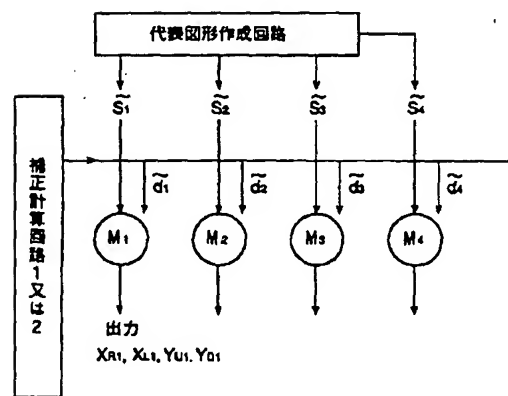 代表図形作成回路
S̃1 S̃2 S̃3 S̃4
補正計算回路1又は2
d̃1 d̃2 d̃3 d̃4
M1 M2 M3 M4
出力
XR1, XL1, YU1, YD1